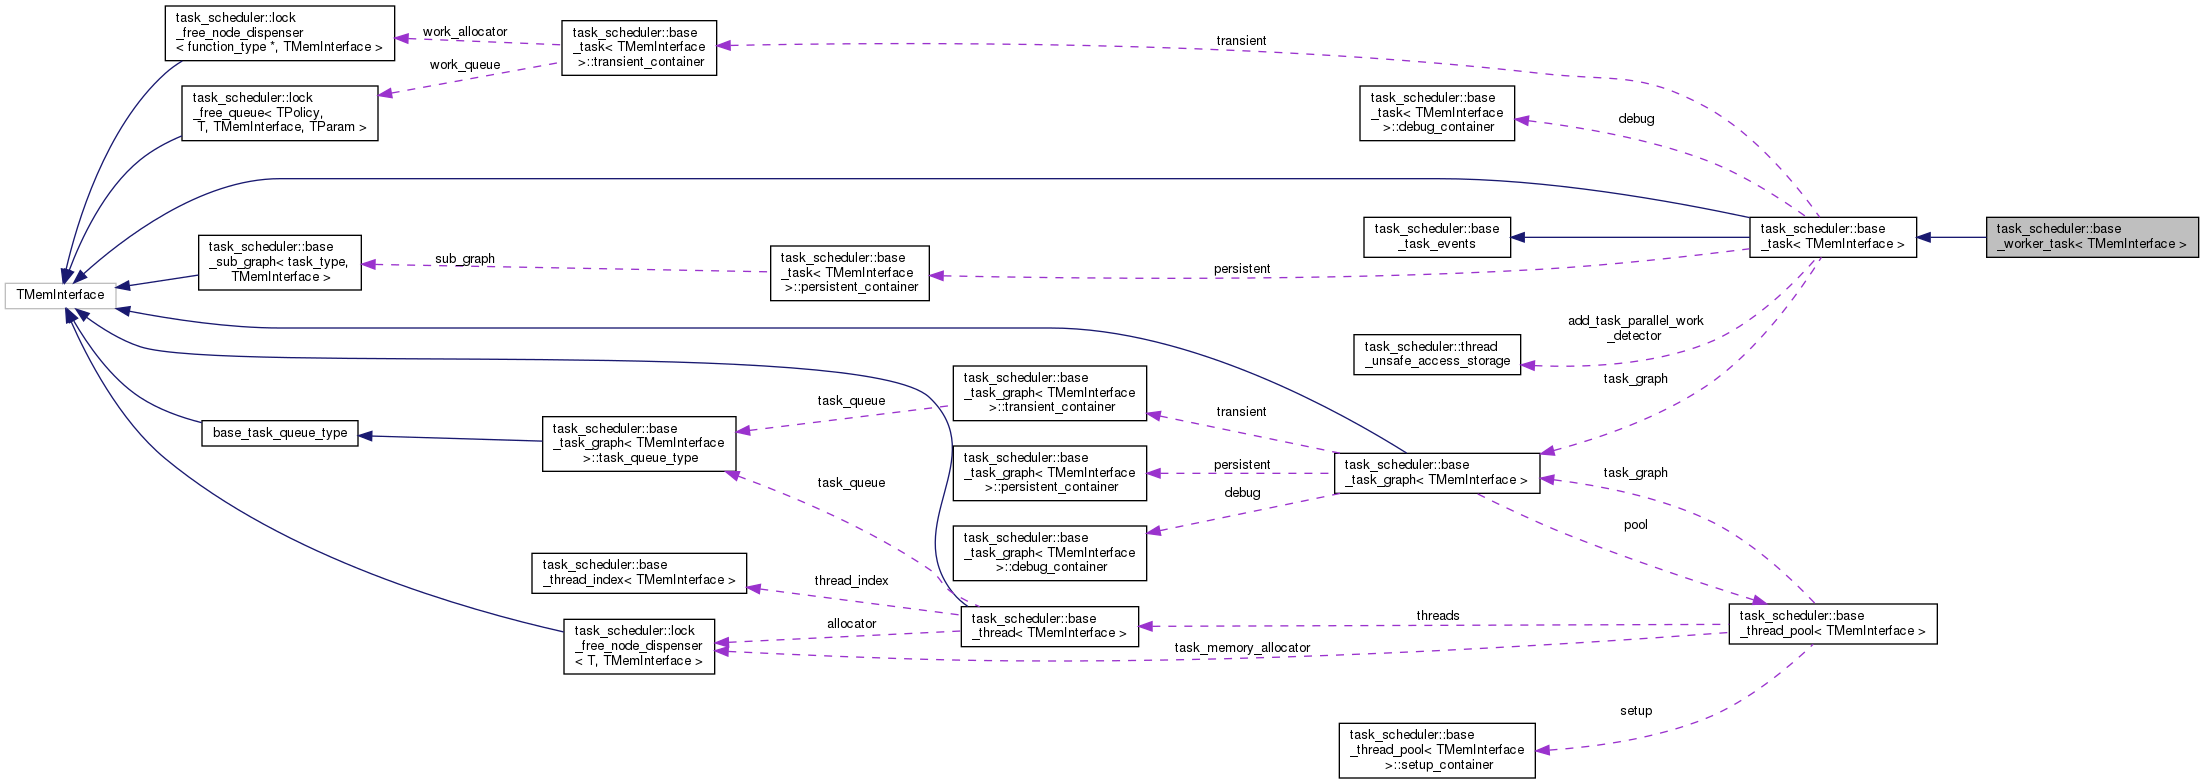 task_scheduler::lock
_free_node_dispenser
< function_type *, TMemInterface >
work_allocator
task_scheduler::base
_task< TMemInterface
>::transient_container
transient
work_queue
task_scheduler::lock
_free_queue< TPolicy,
T, TMemInterface, TParam >
task_scheduler::base
_task< TMemInterface
>::debug_container
debug
task_scheduler::base
_task_events
task_scheduler::base
_task< TMemInterface >
task_scheduler::base
_worker_task< TMemInterface >
task_scheduler::base
_sub_graph< task_type,
TMemInterface >
sub_graph
task_scheduler::base
_task< TMemInterface
>::persistent_container
persistent
TMemInterface
add_task_parallel_work
_detector
task_scheduler::thread
_unsafe_access_storage
task_graph
task_scheduler::base
_task_graph< TMemInterface
>::transient_container
task_queue
transient
base_task_queue_type
task_scheduler::base
_task_graph< TMemInterface
>::task_queue_type
task_scheduler::base
_task_graph< TMemInterface
>::persistent_container
persistent
task_scheduler::base
_task_graph< TMemInterface >
task_graph
task_queue
debug
pool
task_scheduler::base
_task_graph< TMemInterface
>::debug_container
task_scheduler::base
_thread_index< TMemInterface >
thread_index
task_scheduler::base
_thread< TMemInterface >
threads
task_scheduler::base
_thread_pool< TMemInterface >
allocator
task_scheduler::lock
_free_node_dispenser
< T, TMemInterface >
task_memory_allocator
setup
task_scheduler::base
_thread_pool< TMemInterface
>::setup_container